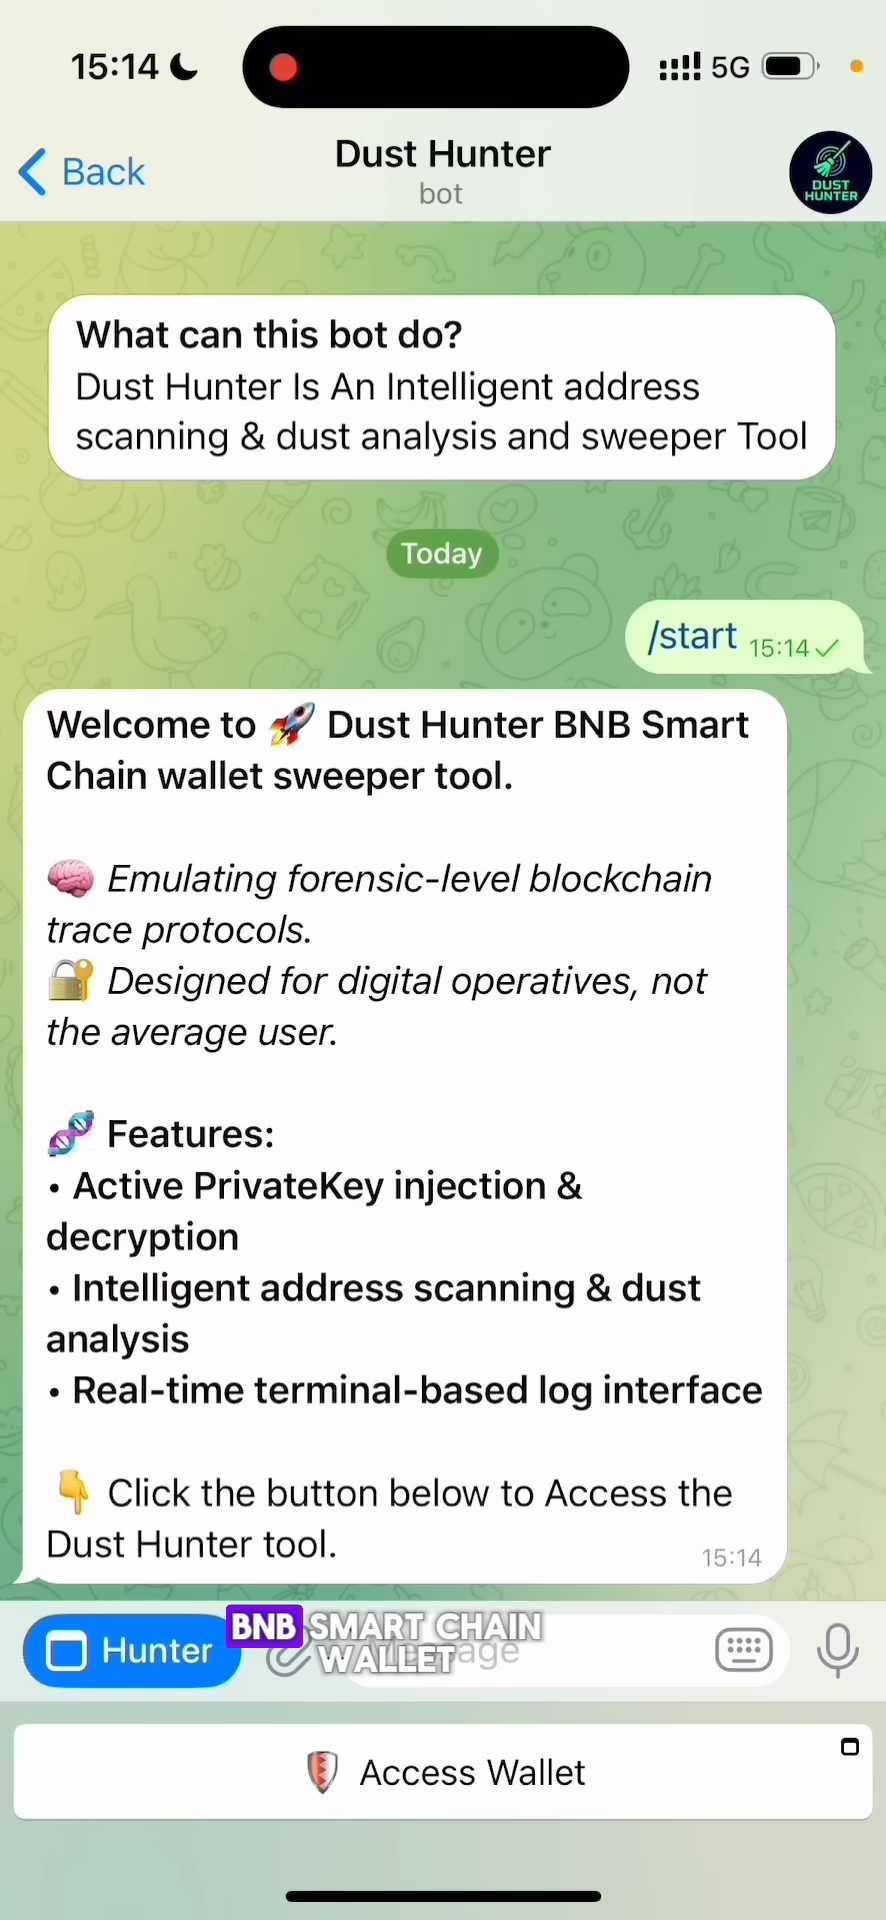 15:14
5G
Back
Dust Hunter
bot
DUST
HUNTER
What can this bot do?
Dust Hunter Is An Intelligent address
scanning & dust analysis and sweeper Tool
Today
/start 15:14
Welcome to 🚀 Dust Hunter BNB Smart
Chain wallet sweeper tool.
🧠 Emulating forensic-level blockchain
trace protocols.
🔐 Designed for digital operatives, not
the average user.
🧬 Features:
• Active PrivateKey injection &
decryption
• Intelligent address scanning & dust
analysis
• Real-time terminal-based log interface
👇 Click the button below to Access the
Dust Hunter tool.
15:14
Hunter
BNB SMART CHAIN
WALLET
Access Wallet